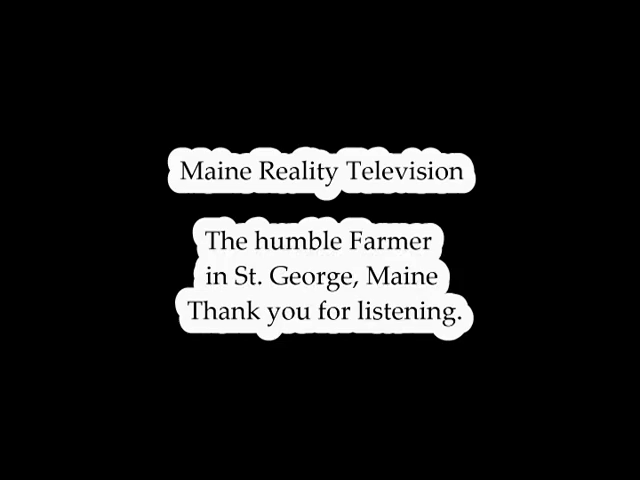 Maine Reality Television
The humble Farmer
in St. George, Maine
Thank you for listening.